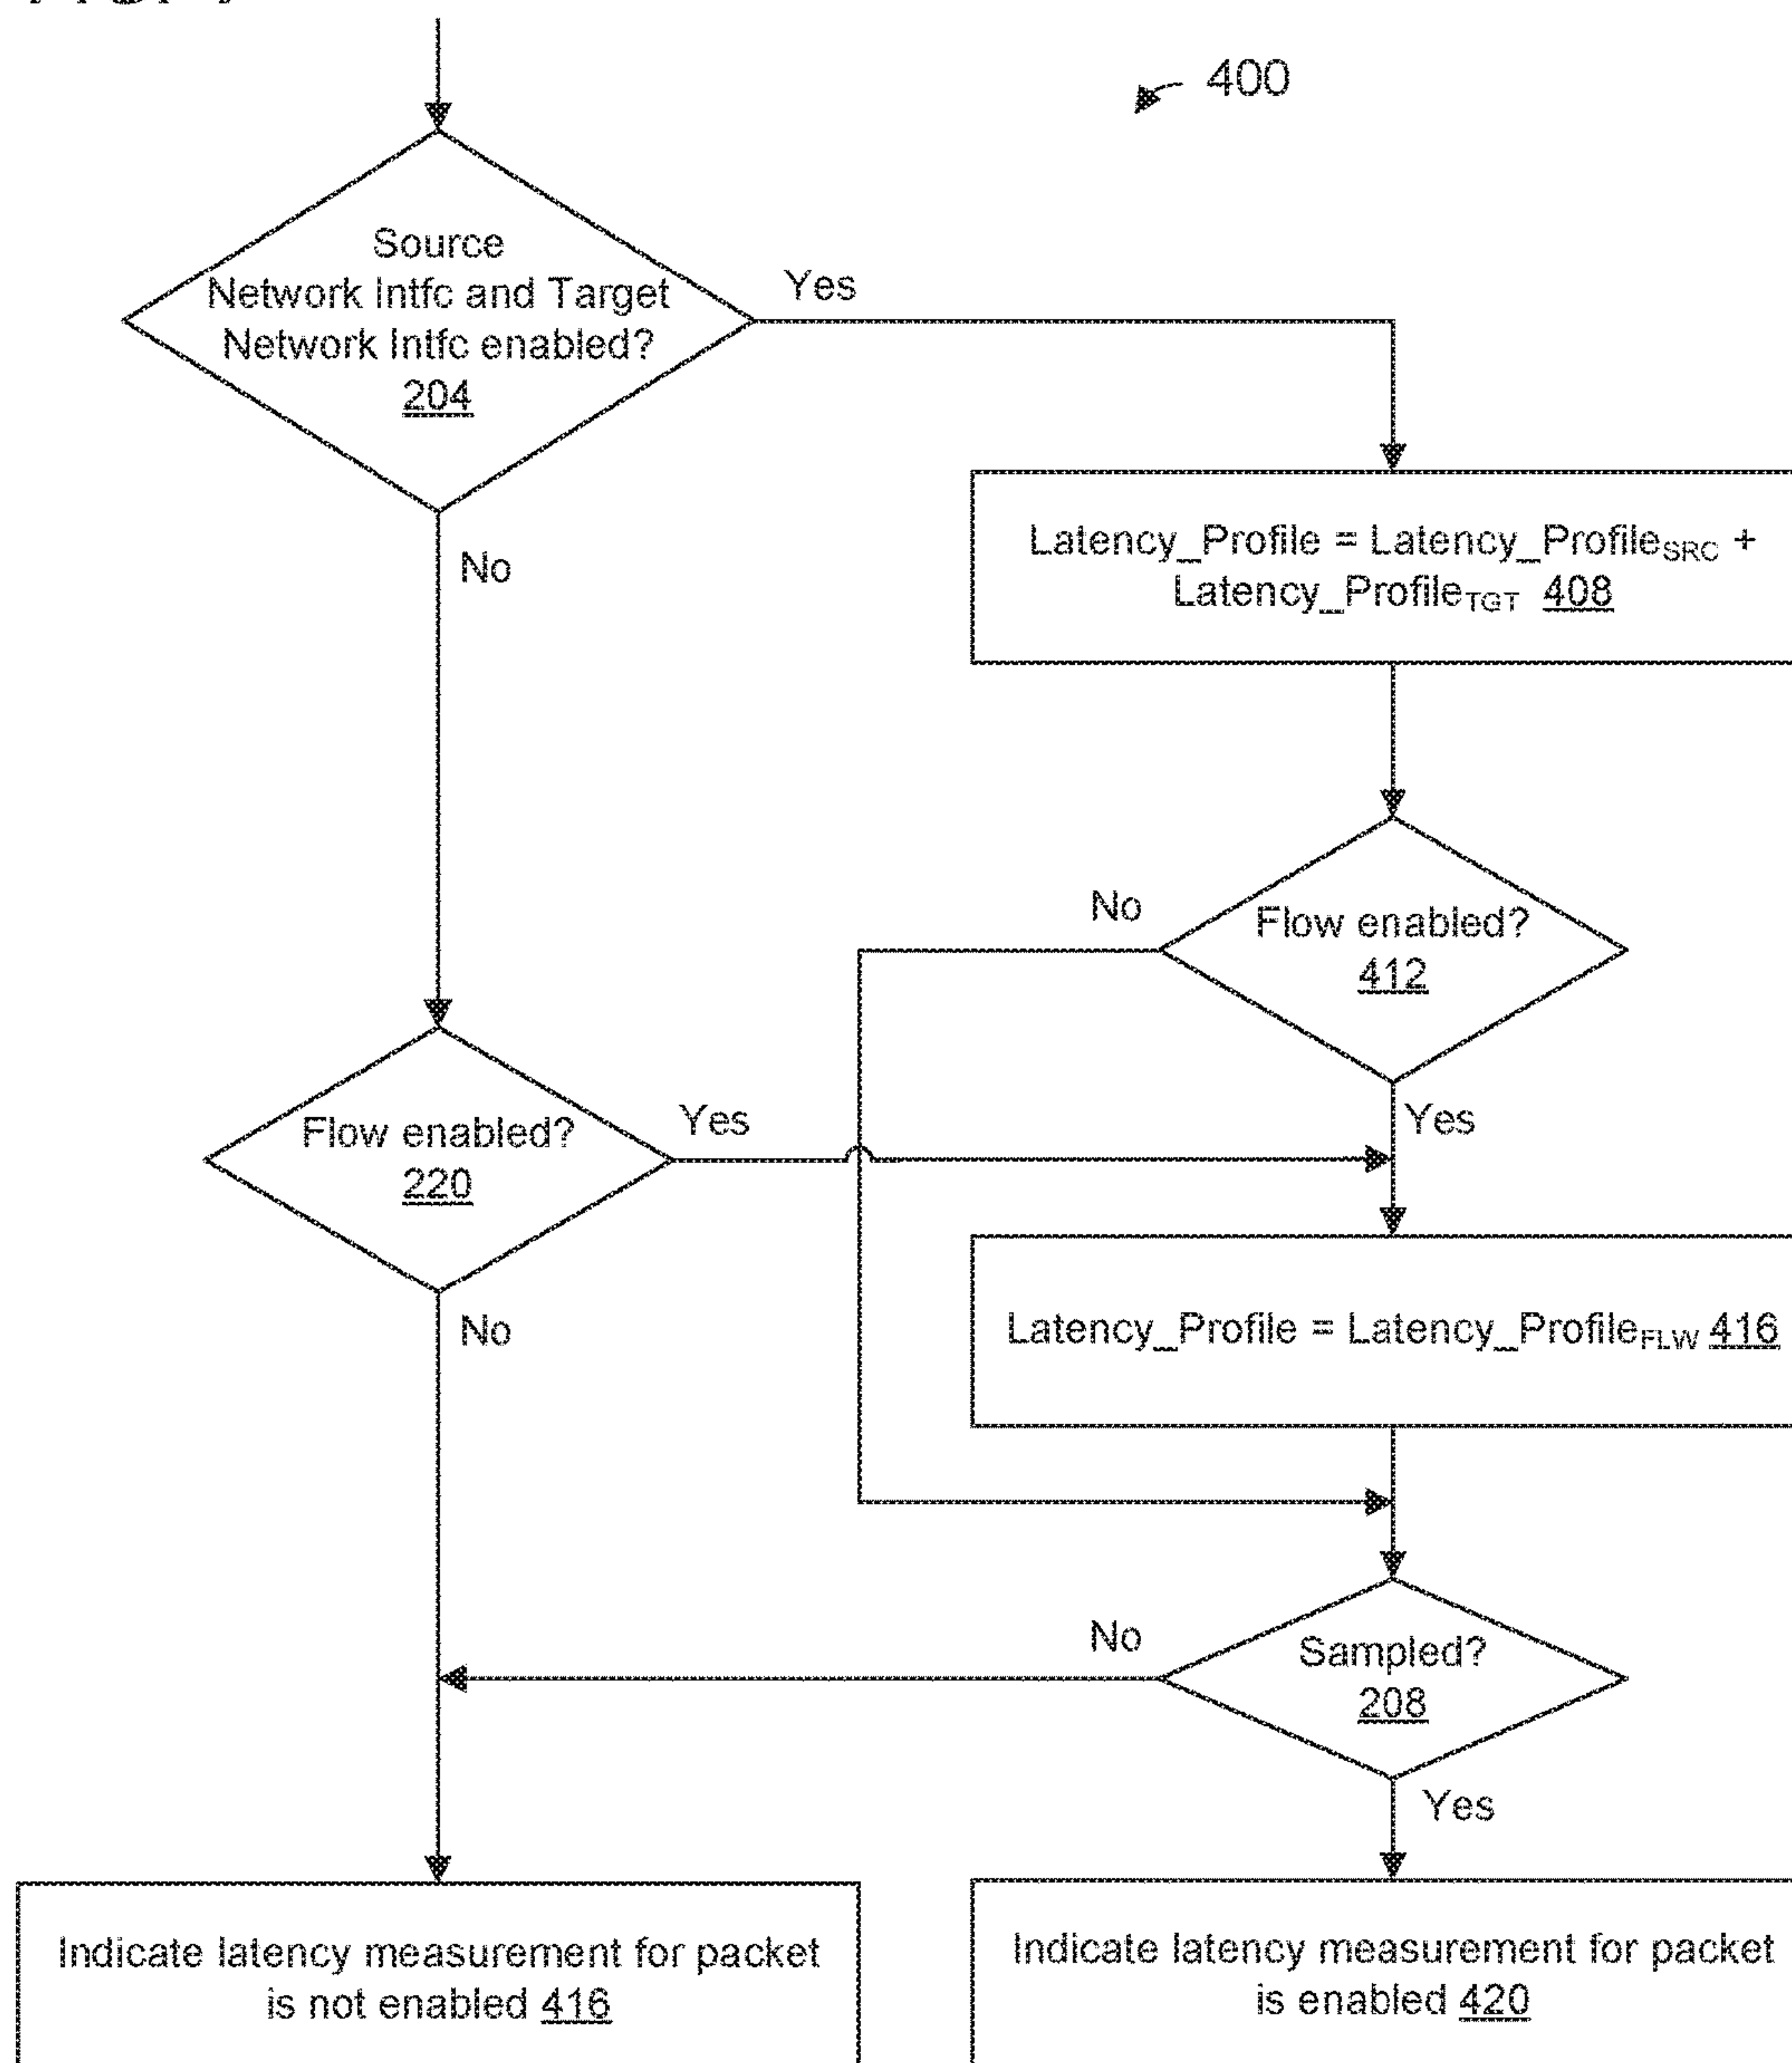 400
Source
Network Intfc and Target
Network Intfc enabled?
204
Yes
No
Latency_Profile = Latency_ProfileSRC +
Latency_ProfileTGT 408
No
Flow enabled?
412
Yes
Flow enabled?
220
Yes
No
Latency_Profile = Latency_ProfileFLW 416
No
Sampled?
208
Yes
Indicate latency measurement for packet
is not enabled 416
Indicate latency measurement for packet
is enabled 420